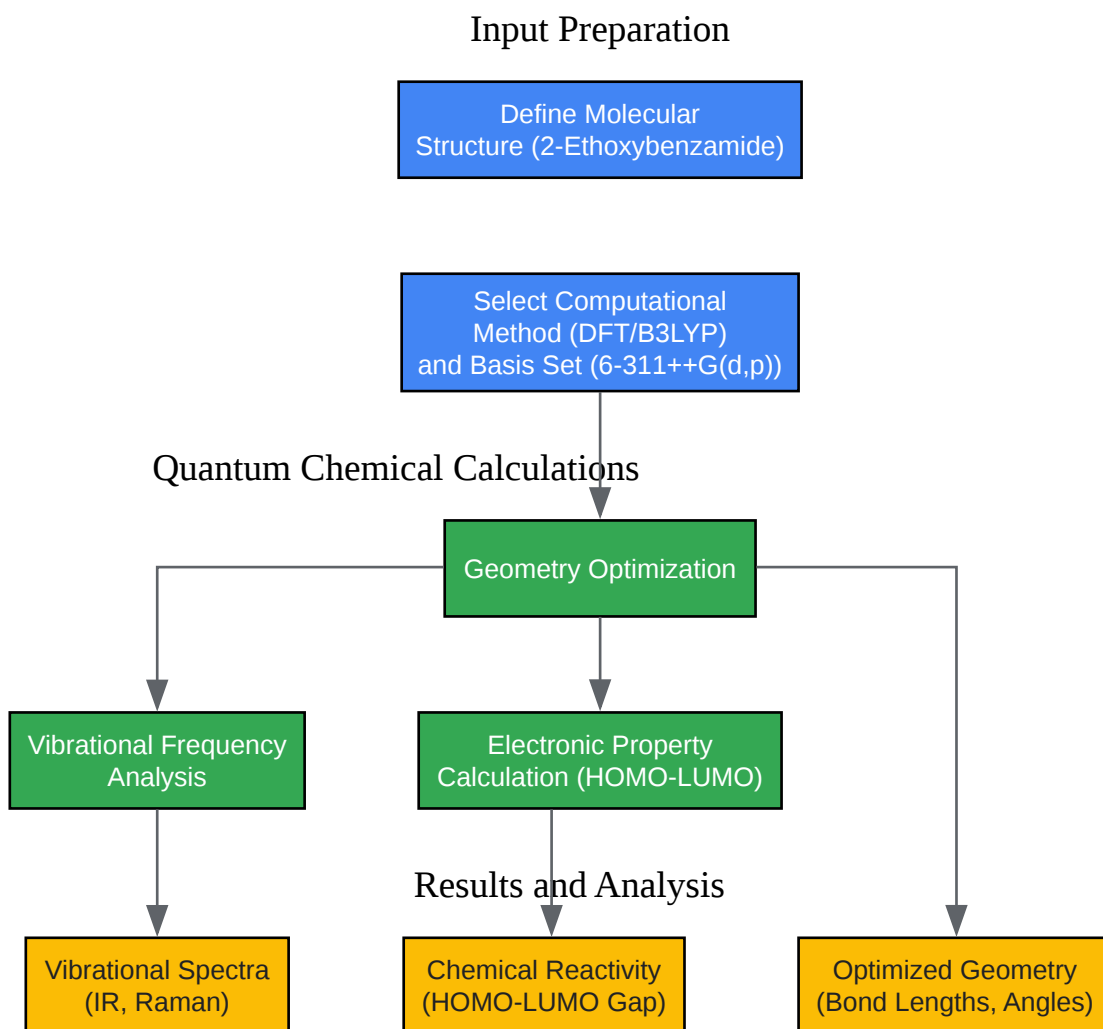 Input Preparation
Define Molecular
Structure (2-Ethoxybenzamide)
Select Computational
Method (DFT/B3LYP)
and Basis Set (6-311++G(d,p))
Quantum Chemical Calculations
Geometry Optimization
Vibrational Frequency
Analysis
Electronic Property
Calculation (HOMO-LUMO)
Results and Analysis
Vibrational Spectra
(IR, Raman)
Chemical Reactivity
(HOMO-LUMO Gap)
Optimized Geometry
(Bond Lengths, Angles)